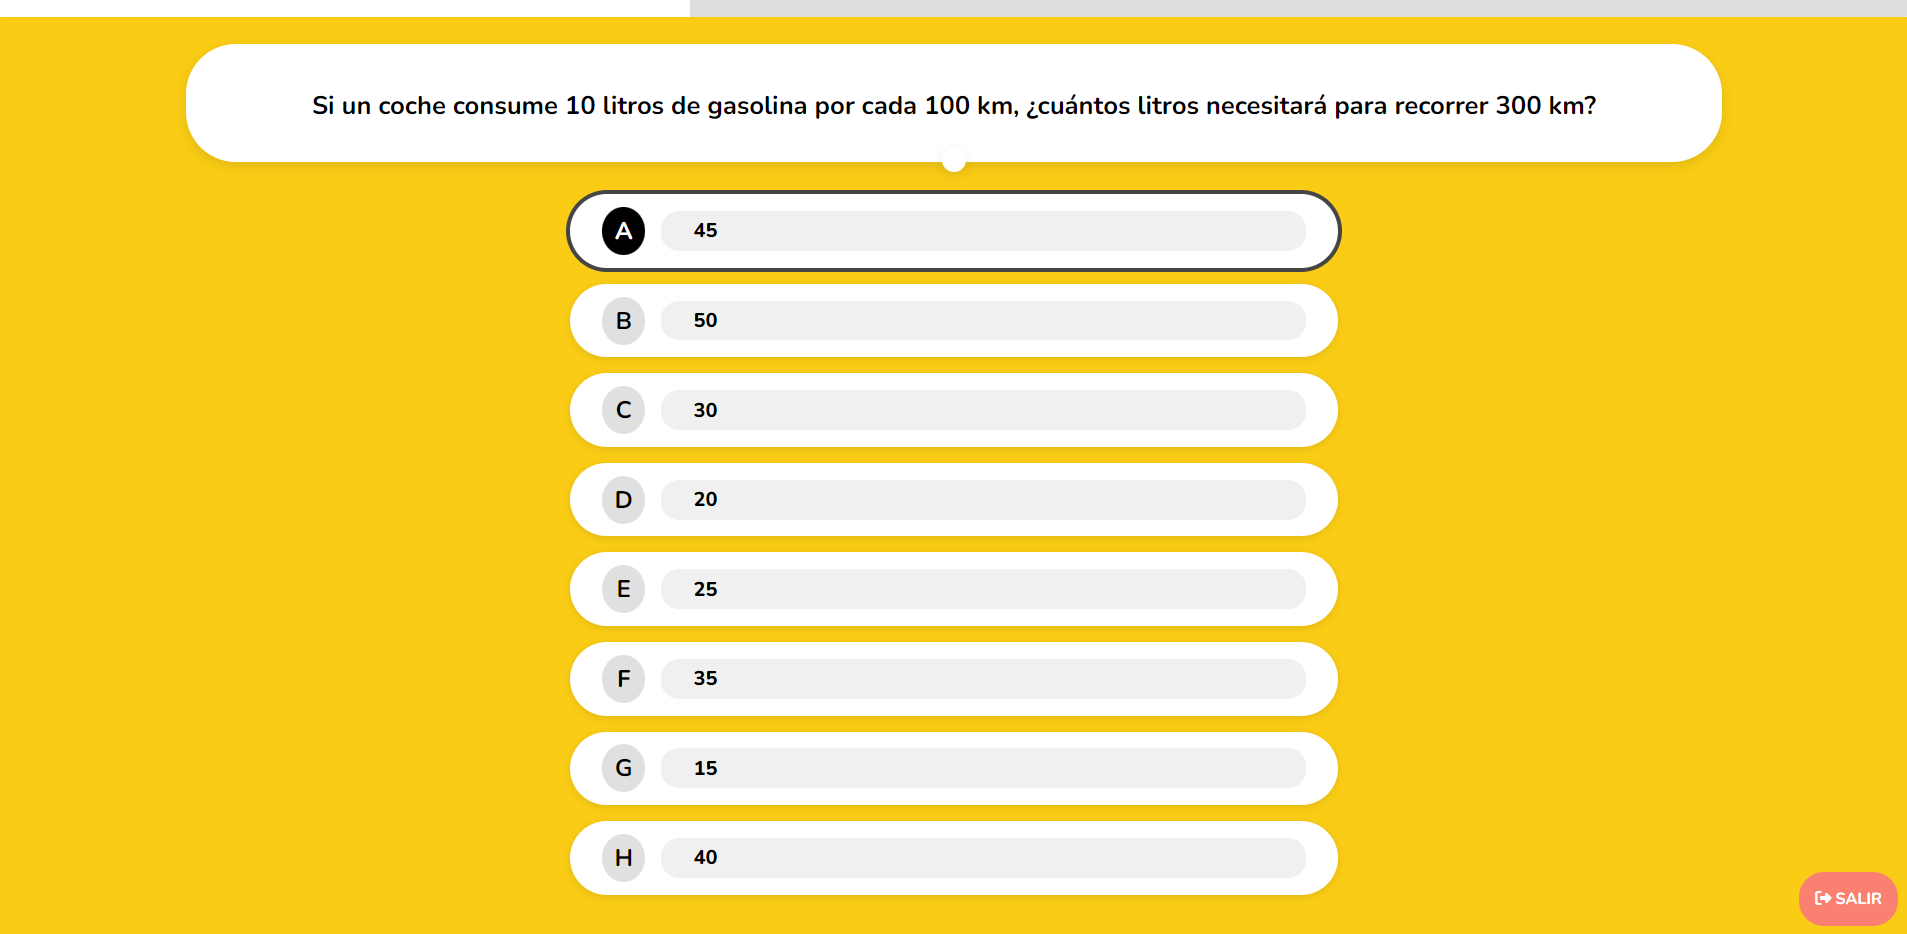 Si un coche consume 10 litros de gasolina por cada 100 km, ¿cuántos litros necesitará para recorrer 300 km?
A 45
B 50
C 30
D 20
E 25
F 35
G 15
H 40
SALIR